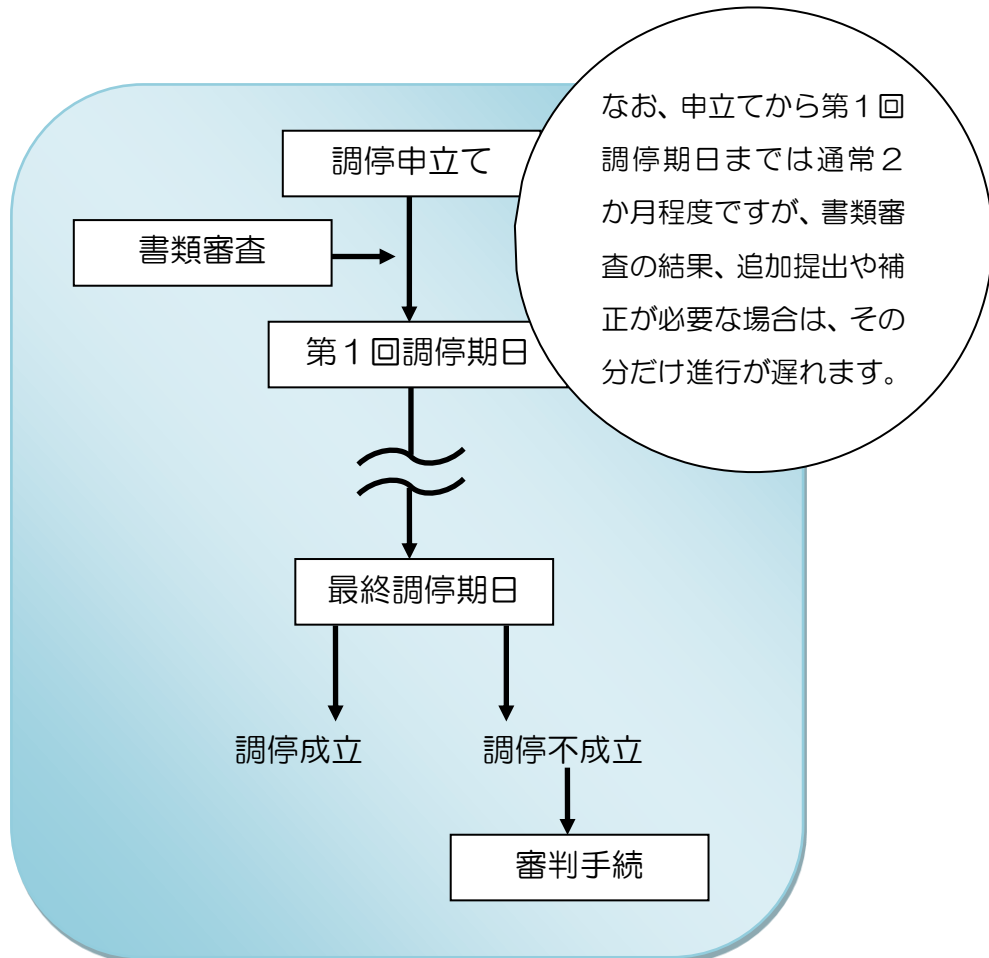 調停申立て
なお、申立てから第１回
調停期日までは通常２
か月程度ですが、書類審
査の結果、追加提出や補
正が必要な場合は、その
分だけ進行が遅れます。
書類審査
第１回調停期日
最終調停期日
調停成立
調停不成立
審判手続